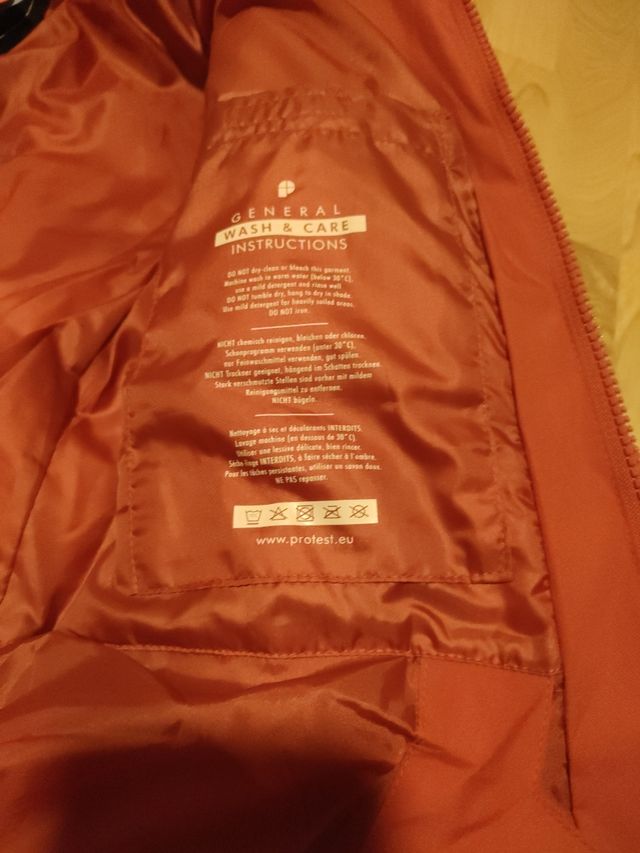 GENERAL
WASH & CARE
INSTRUCTIONS
DO NOT dry-clean or bleach this garment.
Machine wash in warm water (below 30°C).
use a mild detergent and rinse well
DO NOT tumble dry, hang to dry in shade.
Use mild detergent for heavily soiled areas.
DO NOT iron.
NICHT chemisch reinigen, bleichen oder chloren.
Schonprogramm verwenden (unter 30°C).
nur Feinwaschmittel verwenden, gut spülen.
NICHT Trockner geeignet, hängend im Schatten trocknen.
Stark verschmutzte Stellen sind vorher mit mildem
Reinigungsmittel zu entfernen.
NICHT bügeln.
Nettoyage à sec et décolorants INTERDITS.
Lavage machine (en dessous de 30°C)
Utiliser une lessive délicate, bien rincer.
Sèche-linge INTERDITS, à faire sécher à l'ombre.
Pour les tâches persistantes, utiliser un savon doux.
NE PAS repasser.
www.protest.eu